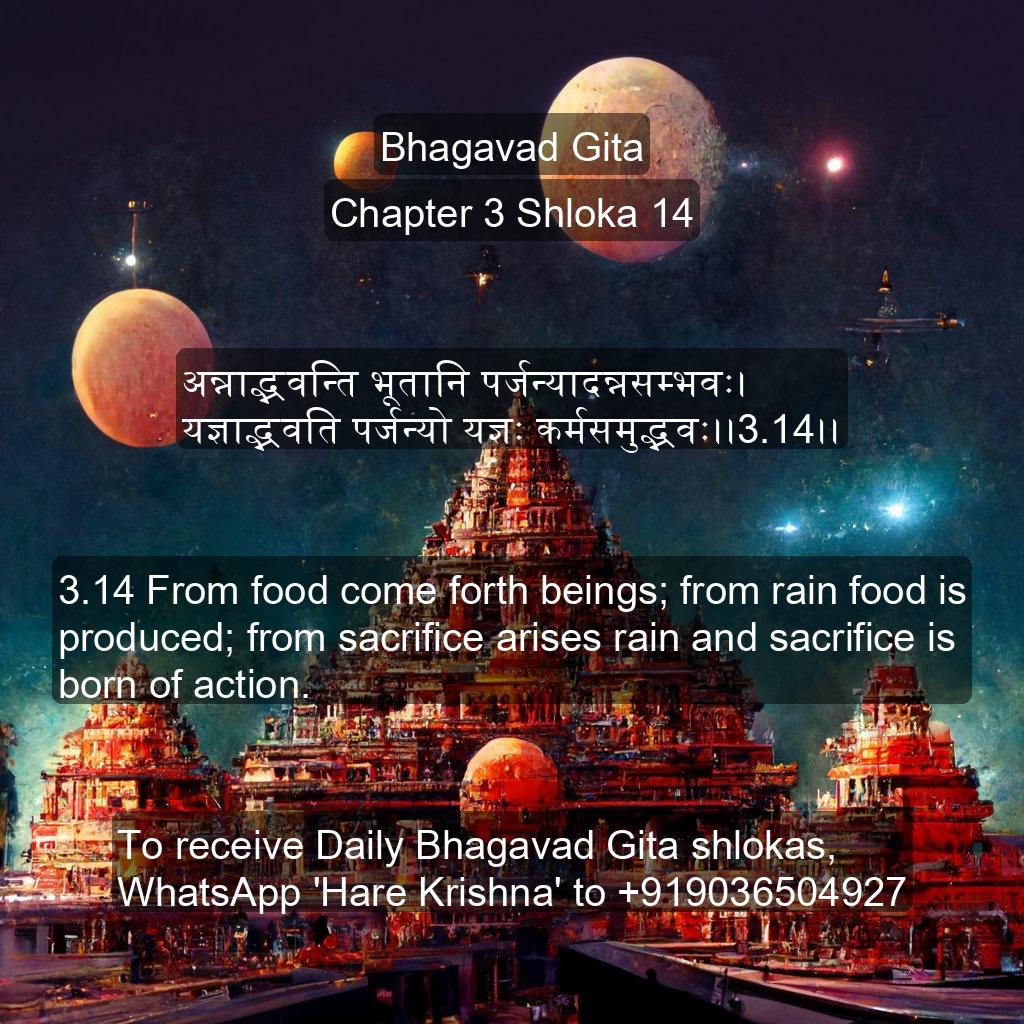 Bhagavad Gita
Chapter 3 Shloka 14
अन्नाद्भवन्ति भूतानि पर्जन्यादन्नसम्भवः।
यज्ञाद्भवति पर्जन्यो यज्ञः कर्मसमुद्भवः।।3.14।।
3.14 From food come forth beings; from rain food is
produced; from sacrifice arises rain and sacrifice is
born of action.
To receive Daily Bhagavad Gita shlokas,
WhatsApp 'Hare Krishna' to +919036504927